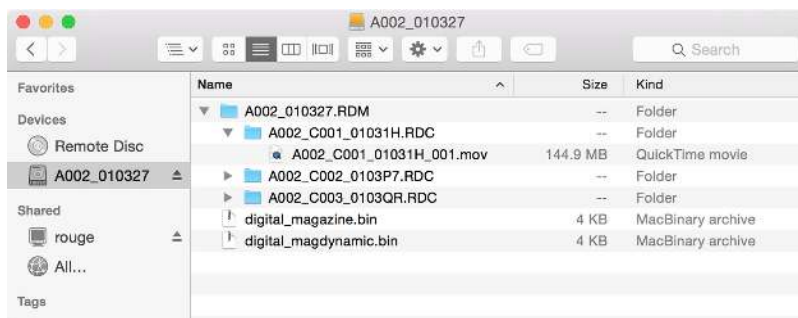 A002_010327
Search
Favorites
Devices
Remote Disc
A002_010327
Shared
rouge
All...
Tags
Name Size Kind
A002_010327.RDM -- Folder
A002_C001_01031H.RDC -- Folder
A002_C001_01031H_001.mov 144.9 MB QuickTime movie
A002_C002_0103P7.RDC -- Folder
A002_C003_0103QR.RDC -- Folder
digital_magazine.bin 4 KB MacBinary archive
digital_magdynamic.bin 4 KB MacBinary archive